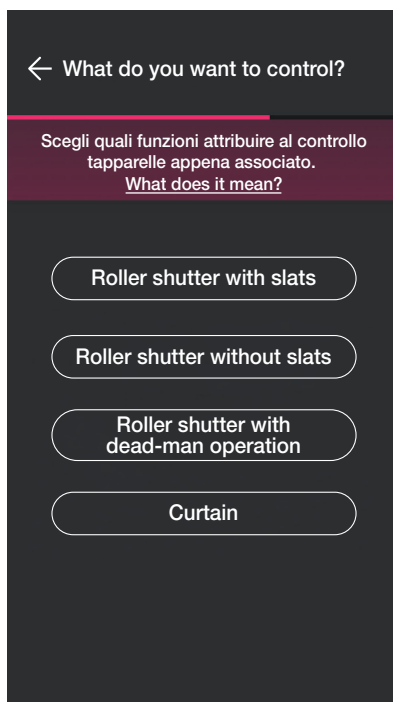 What do you want to control?
Scegli quali funzioni attribuire al controllo
tapparelle appena associato.
What does it mean?
Roller shutter with slats
Roller shutter without slats
Roller shutter with
dead-man operation
Curtain